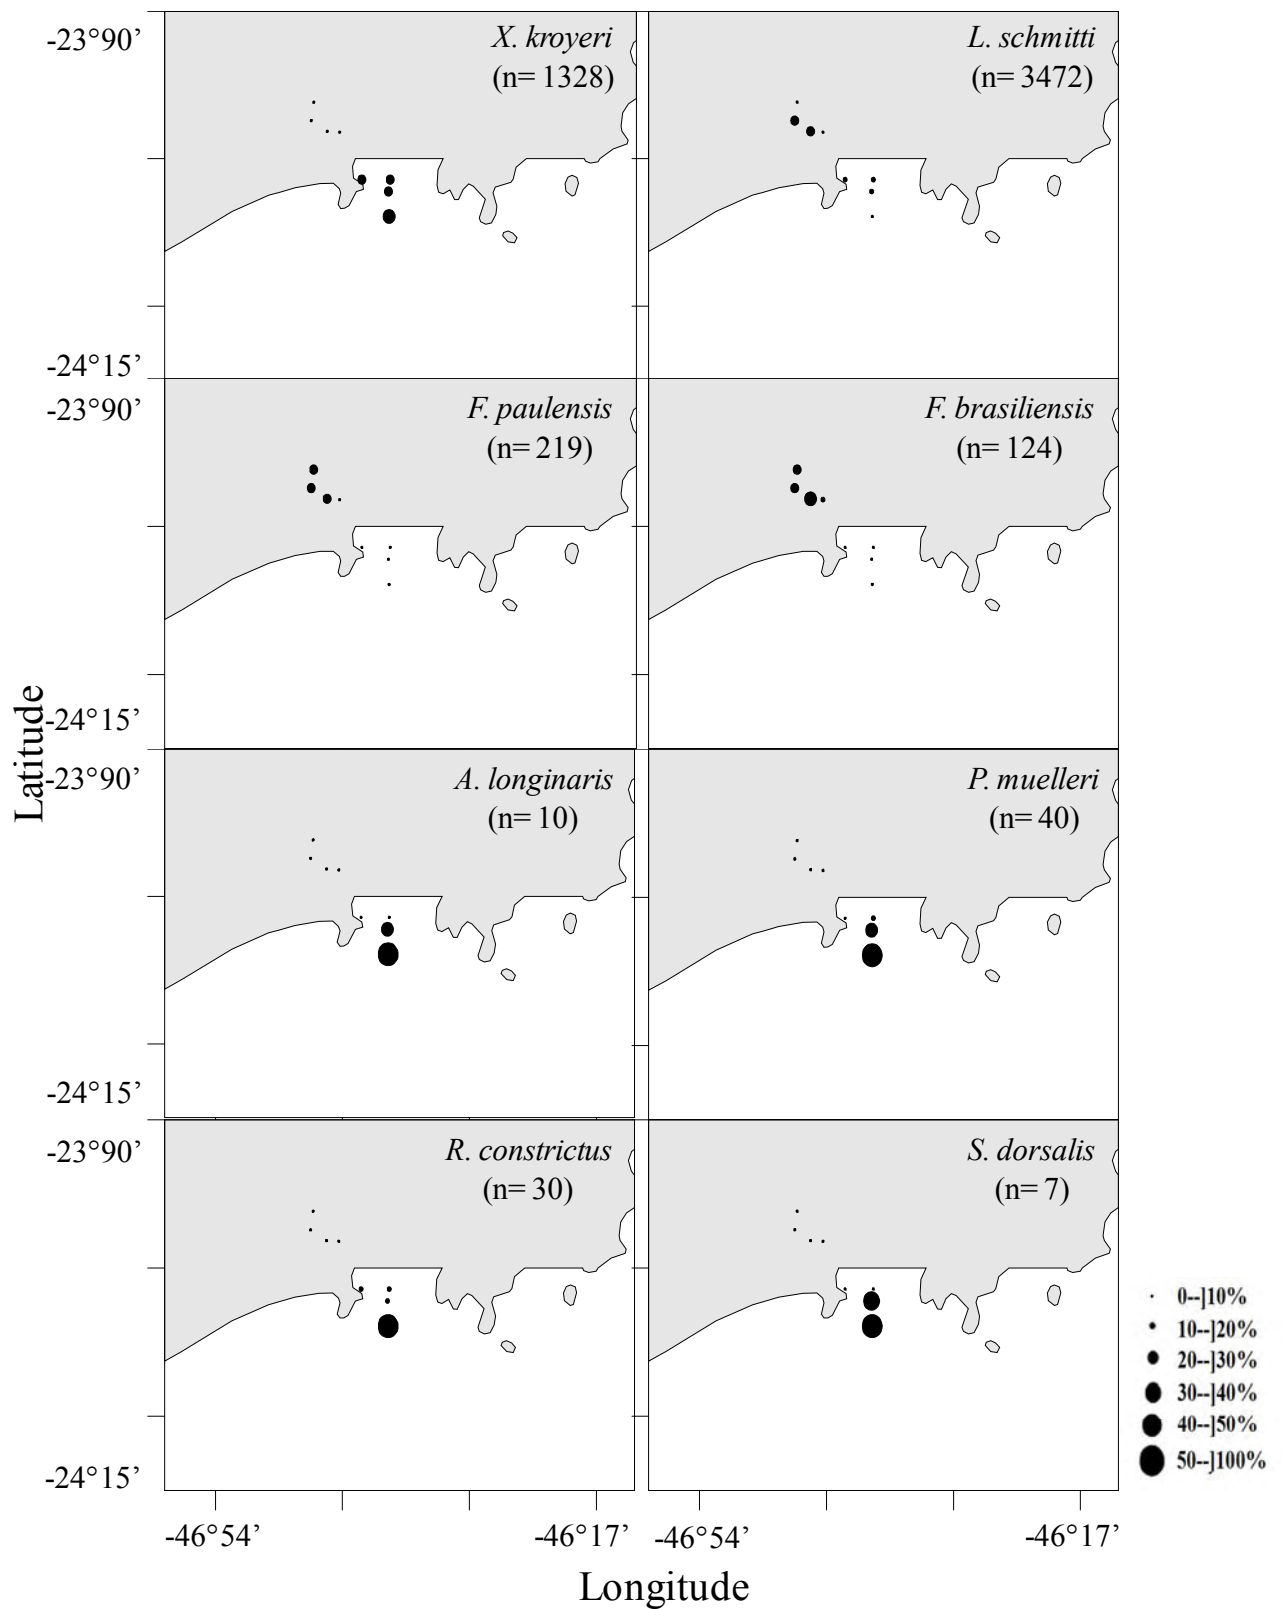 -23°90’
X. kroyeri
(n= 1328)
L. schmitti
(n= 3472)
-24°15’
-23°90’
F. paulensis
(n= 219)
F. brasiliensis
(n= 124)
-24°15’
Latitude
-23°90’
A. longinaris
(n= 10)
P. muelleri
(n= 40)
-24°15’
-23°90’
R. constrictus
(n= 30)
S. dorsalis
(n= 7)
0--]10%
10--]20%
20--]30%
30--]40%
40--]50%
50--]100%
-24°15’
-46°54’
-46°17’
-46°54’
-46°17’
Longitude